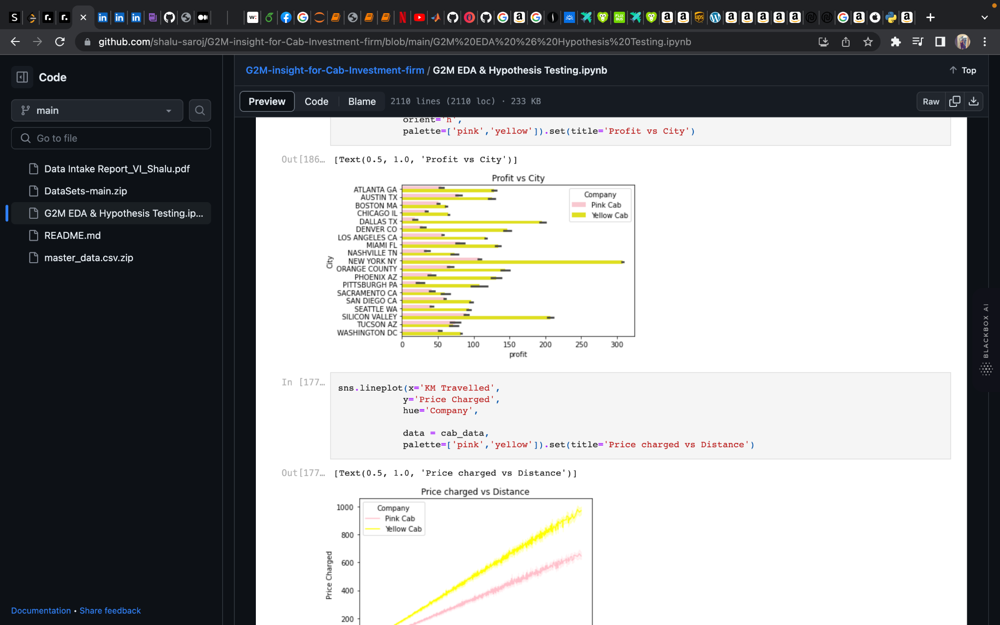 github.com/shalu-saroj/G2M-insight-for-Cab-Investment-firm/blob/main/G2M%20EDA%20%26%20Hypothesis%20Testing.ipynb
Code
main
Go to file
Data Intake Report_VI_Shalu.pdf
DataSets-main.zip
G2M EDA & Hypothesis Testing.ip...
README.md
master_data.csv.zip
Documentation • Share feedback
G2M-insight-for-Cab-Investment-firm / G2M EDA & Hypothesis Testing.ipynb
Top
Preview Code Blame 2110 lines (2110 loc) · 233 KB
Raw
orient='h',
palette=['pink','yellow']).set(title='Profit vs City')
Out[186… [Text(0.5, 1.0, 'Profit vs City')]
Profit vs City
Company
Pink Cab
Yellow Cab
City
ATLANTA GA
AUSTIN TX
BOSTON MA
CHICAGO IL
DALLAS TX
DENVER CO
LOS ANGELES CA
MIAMI FL
NASHVILLE TN
NEW YORK NY
ORANGE COUNTY
PHOENIX AZ
PITTSBURGH PA
SACRAMENTO CA
SAN DIEGO CA
SEATTLE WA
SILICON VALLEY
TUCSON AZ
WASHINGTON DC
0 50 100 150 200 250 300
profit
In [177…
sns.lineplot(x='KM Travelled',
y='Price Charged',
hue='Company',
data = cab_data,
palette=['pink','yellow']).set(title='Price charged vs Distance')
Out[177… [Text(0.5, 1.0, 'Price charged vs Distance')]
Price charged vs Distance
Company
Pink Cab
Yellow Cab
Price Charged
1000
800
600
400
200
BLACKBOX AI